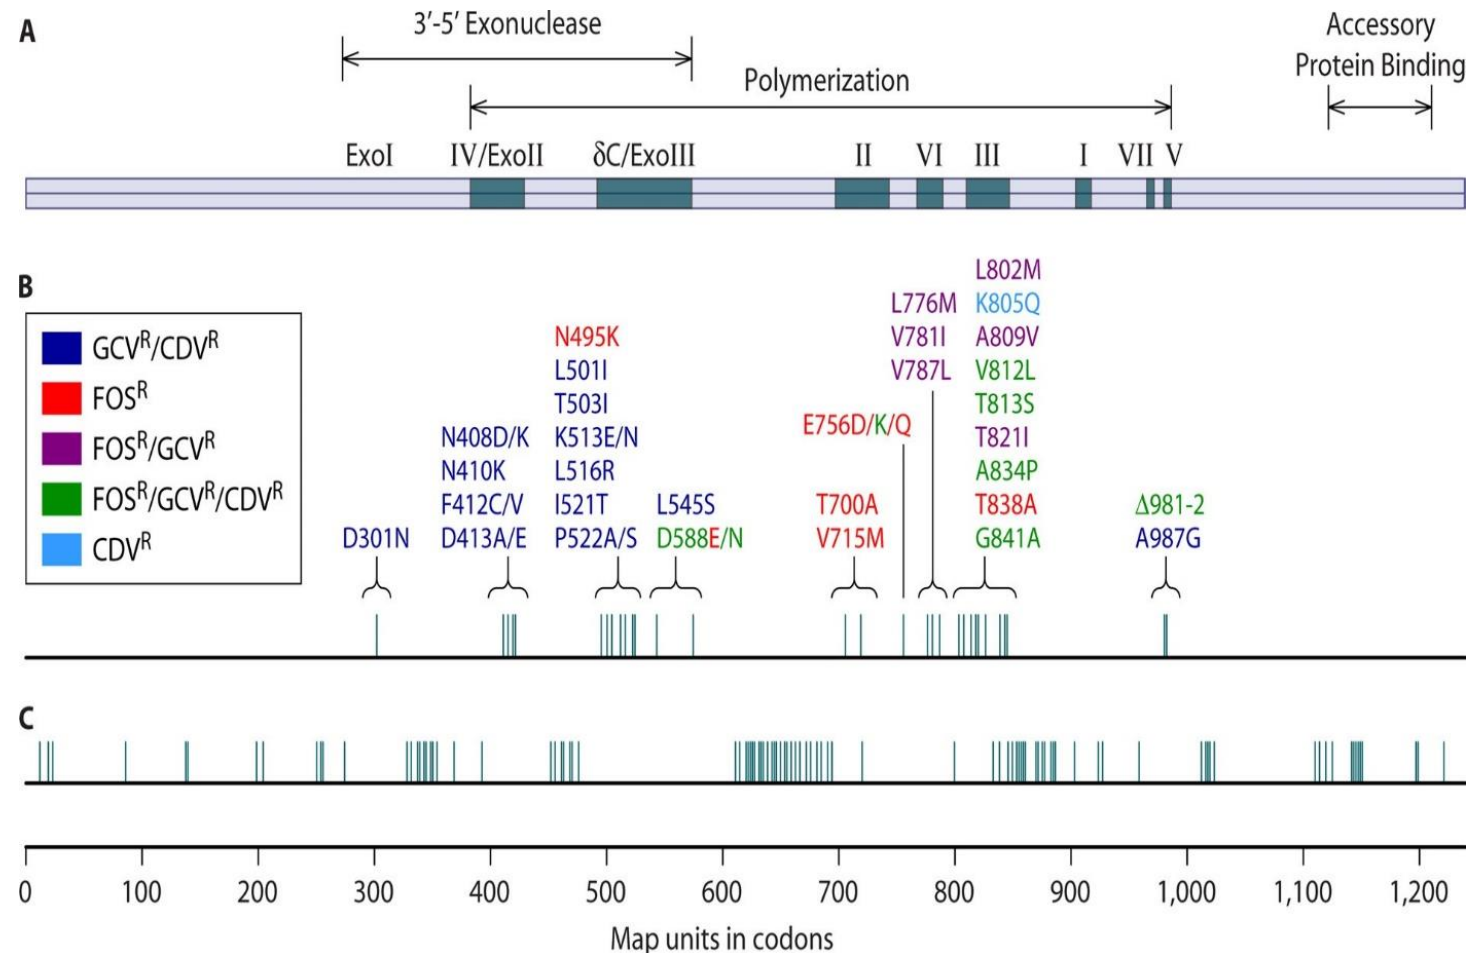 A
3′-5′ Exonuclease
Accessory
Protein Binding
Polymerization
ExoI IV/ExoII δC/ExoIII II VI III I VII V
B
GCVᴿ/CDVᴿ
FOSᴿ
FOSᴿ/GCVᴿ
FOSᴿ/GCVᴿ/CDVᴿ
CDVᴿ
D301N
N408D/K
N410K
F412C/V
D413A/E
N495K
L501I
T503I
K513E/N
L516R
I521T
P522A/S
L545S
D588E/N
T700A
V715M
E756D/K/Q
L776M
V781I
V787L
L802M
K805Q
A809V
V812L
T813S
T821I
A834P
T838A
G841A
Δ981-2
A987G
C
0 100 200 300 400 500 600 700 800 900 1,000 1,100 1,200
Map units in codons